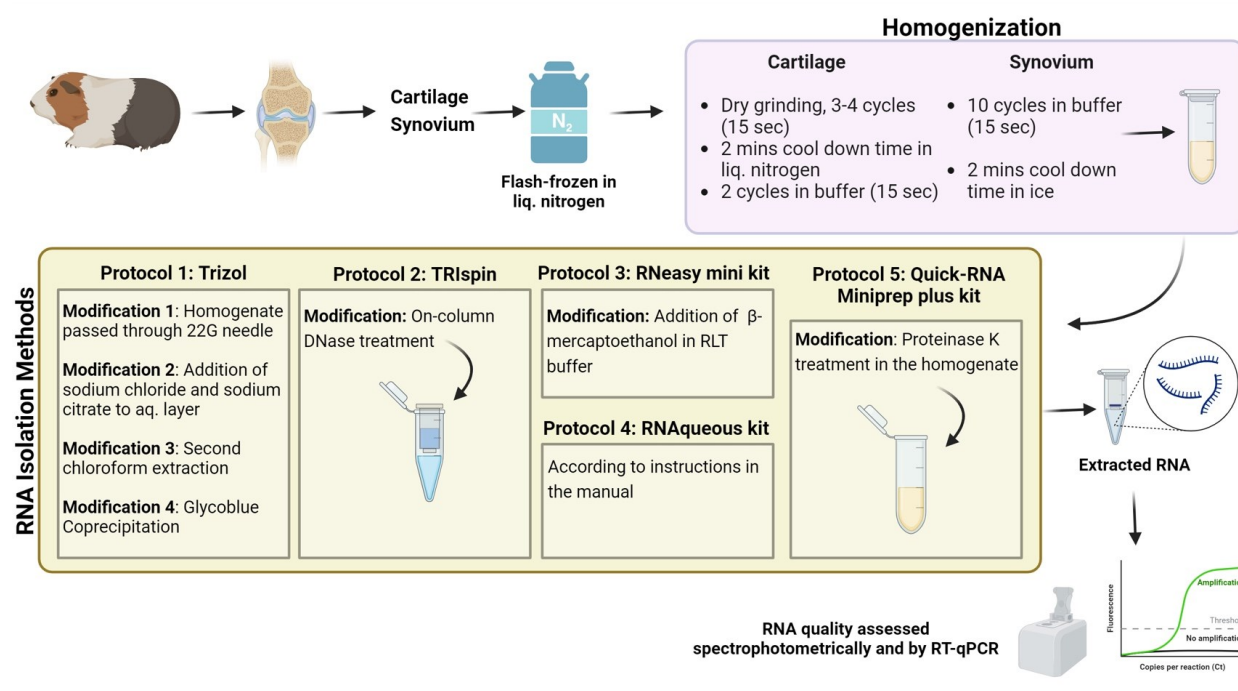 Homogenization
Cartilage
Synovium
Cartilage
Synovium
N2
Flash-frozen in
liq. nitrogen
• Dry grinding, 3-4 cycles
(15 sec)
• 2 mins cool down time in
liq. nitrogen
• 2 cycles in buffer (15 sec)
• 10 cycles in buffer
(15 sec)
• 2 mins cool down
time in ice
RNA Isolation Methods
Protocol 1: Trizol
Modification 1: Homogenate
passed through 22G needle
Modification 2: Addition of
sodium chloride and sodium
citrate to aq. layer
Modification 3: Second
chloroform extraction
Modification 4: Glycoblue
Coprecipitation
Protocol 2: TRIspin
Modification: On-column
DNase treatment
Protocol 3: RNeasy mini kit
Modification: Addition of β-
mercaptoethanol in RLT
buffer
Protocol 4: RNAqueous kit
According to instructions in
the manual
Protocol 5: Quick-RNA
Miniprep plus kit
Modification: Proteinase K
treatment in the homogenate
Extracted RNA
RNA quality assessed
spectrophotometrically and by RT-qPCR
Fluorescence
Amplificatio
Thresho
No amplificatio
Copies per reaction (Ct)